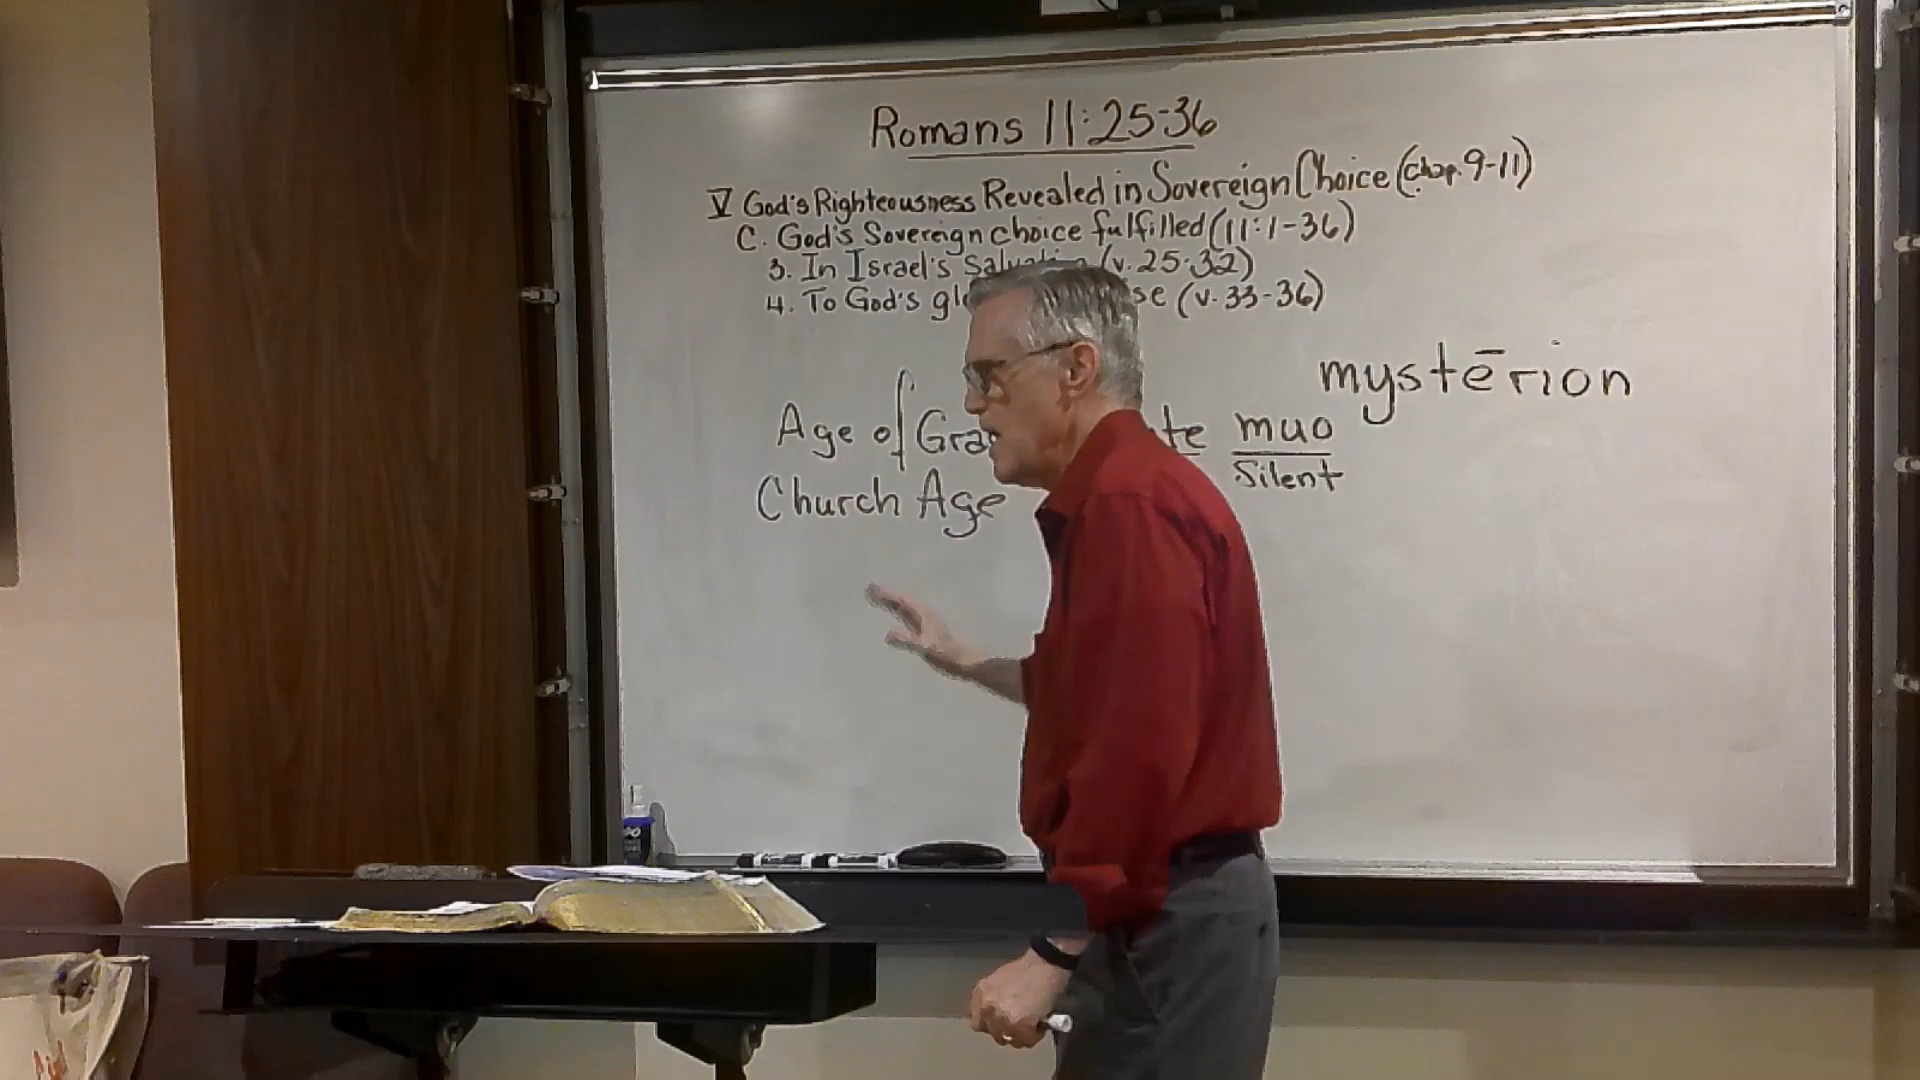 Romans 11:25-36
V God's Righteousness Revealed in Sovereign Choice (Chap. 9-11)
C. God's Sovereign choice fulfilled (11:1-36)
3. In Israel's (v. 25-32)
4. To God's (v. 33-36)
mystērion
Age of muo
Silent
Church Age